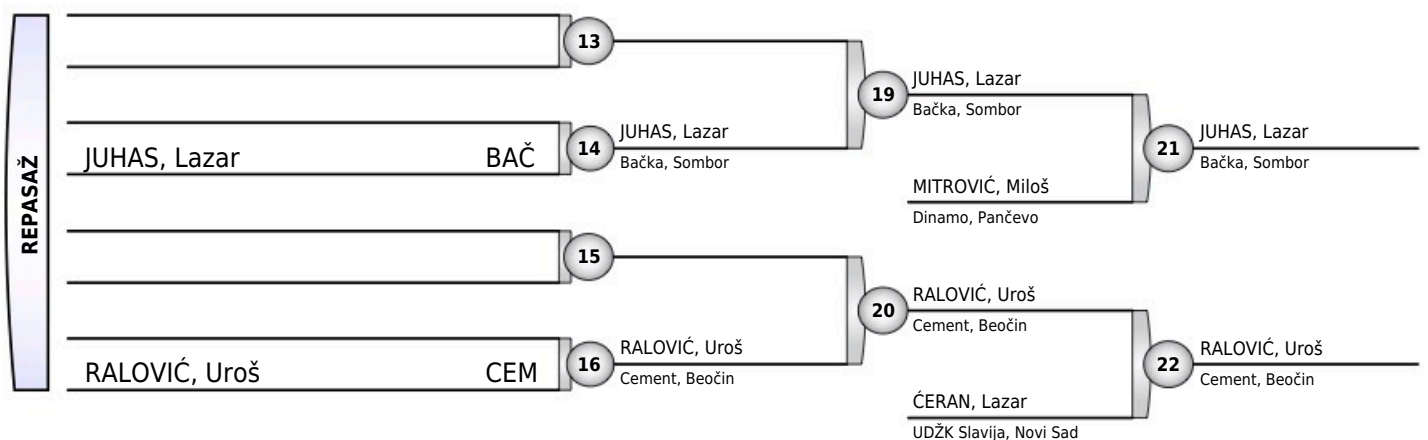 REPASAŽ
13
JUHAS, Lazar BAČ
14
JUHAS, Lazar
Bačka, Sombor
15
RALOVIĆ, Uroš CEM
16
RALOVIĆ, Uroš
Cement, Beočin
19
JUHAS, Lazar
Bačka, Sombor
MITROVIĆ, Miloš
Dinamo, Pančevo
20
RALOVIĆ, Uroš
Cement, Beočin
ĆERAN, Lazar
UDŽK Slavija, Novi Sad
21
JUHAS, Lazar
Bačka, Sombor
22
RALOVIĆ, Uroš
Cement, Beočin